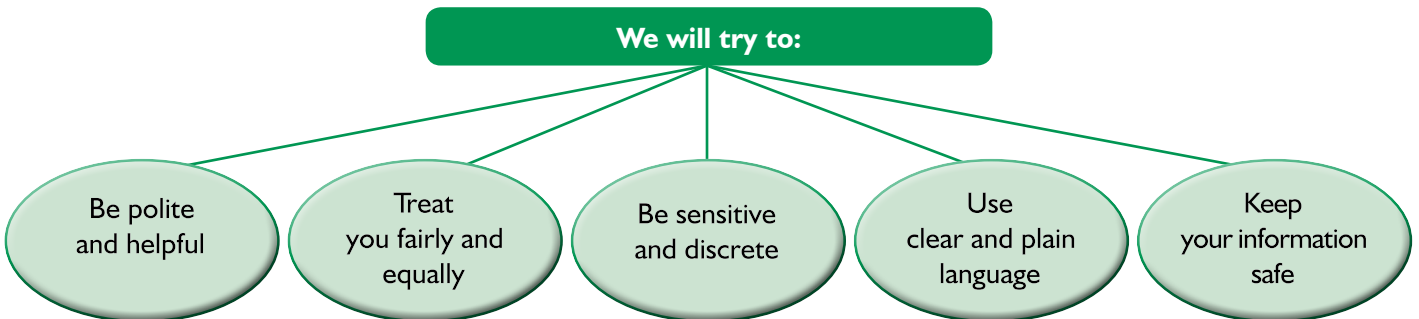 We will try to:
Be polite
and helpful
Treat
you fairly and
equally
Be sensitive
and discrete
Use
clear and plain
language
Keep
your information
safe